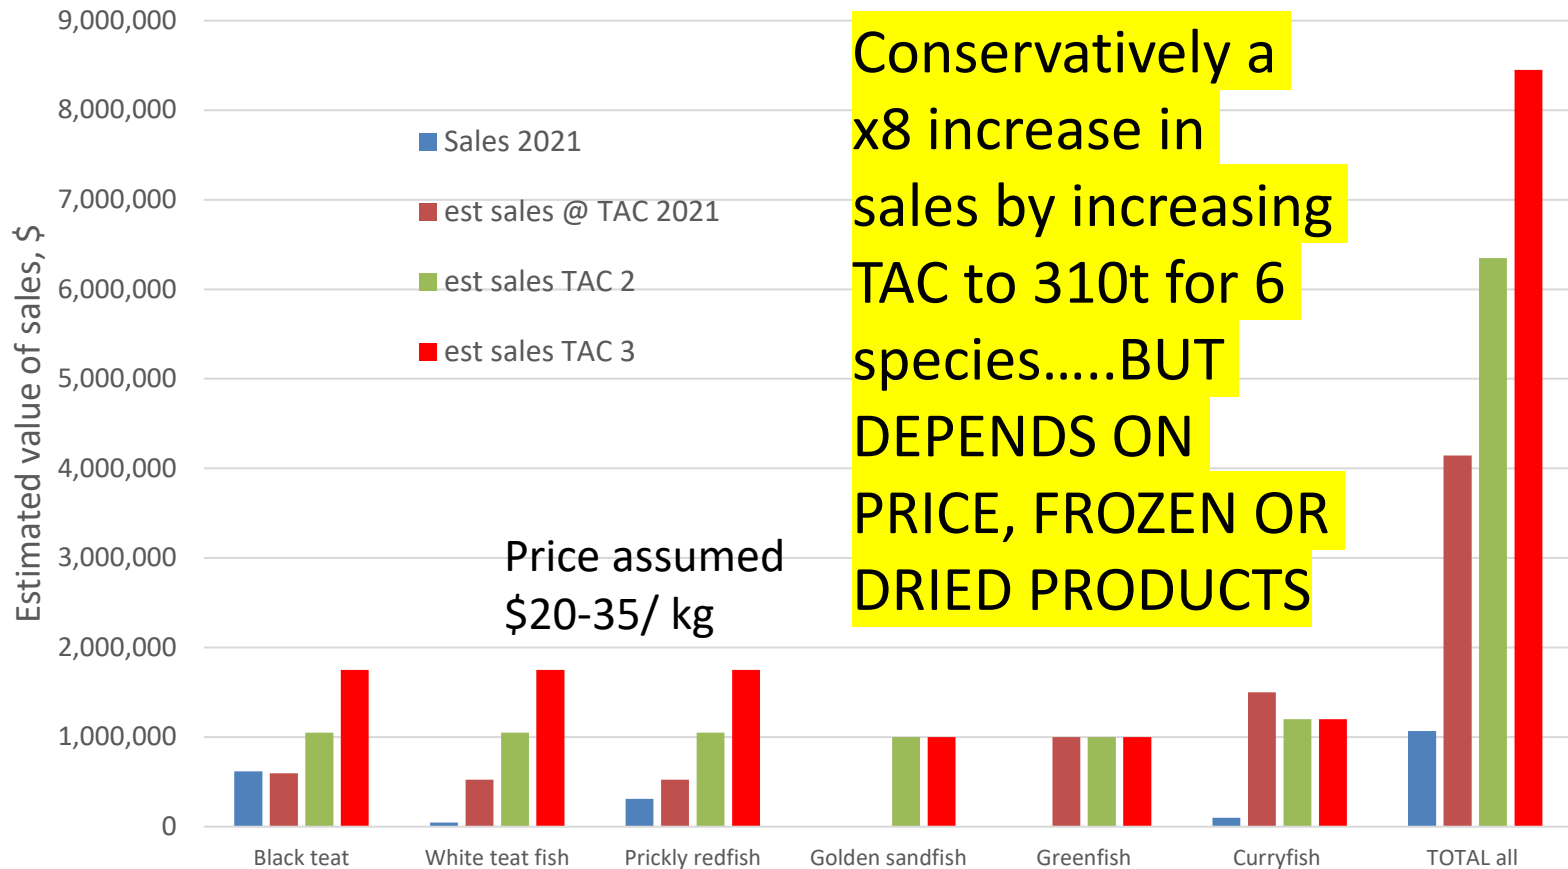 9,000,000
8,000,000
7,000,000
6,000,000
5,000,000
4,000,000
3,000,000
2,000,000
1,000,000
0
Estimated value of sales, $
Sales 2021
est sales @ TAC 2021
est sales TAC 2
est sales TAC 3
Conservatively a
x8 increase in
sales by increasing
TAC to 310t for 6
species.....BUT
DEPENDS ON
PRICE, FROZEN OR
DRIED PRODUCTS
Price assumed
$20-35/ kg
Black teat
White teat fish
Prickly redfish
Golden sandfish
Greenfish
Curryfish
TOTAL all